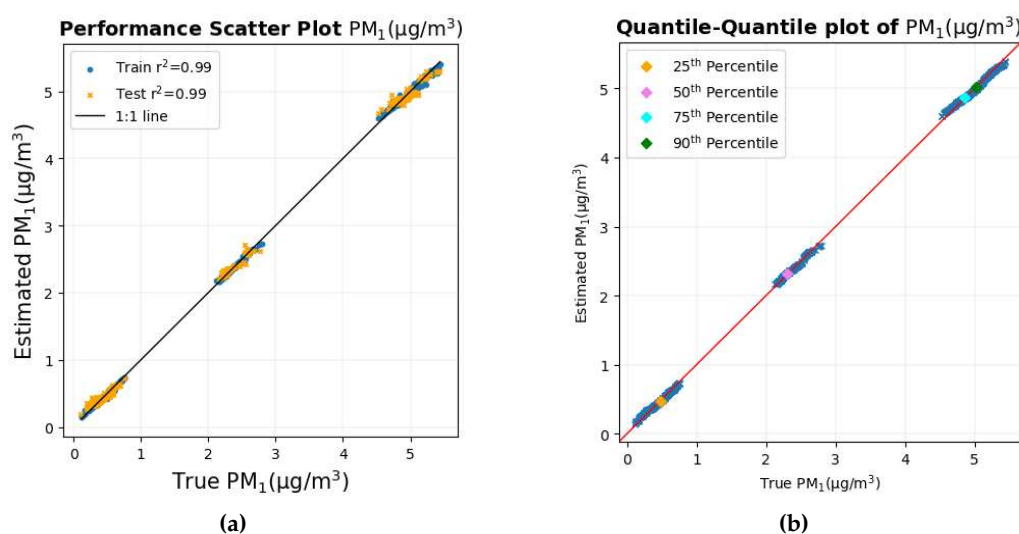 Performance Scatter Plot PM₁(µg/m³)
Train r²=0.99
Test r²=0.99
1:1 line
5
4
3
2
1
0
Estimated PM₁(µg/m³)
0 1 2 3 4 5
True PM₁(µg/m³)
(a)
Quantile-Quantile plot of PM₁(µg/m³)
25th Percentile
50th Percentile
75th Percentile
90th Percentile
5
4
3
2
1
0
Estimated PM₁(µg/m³)
0 1 2 3 4 5
True PM₁(µg/m³)
(b)